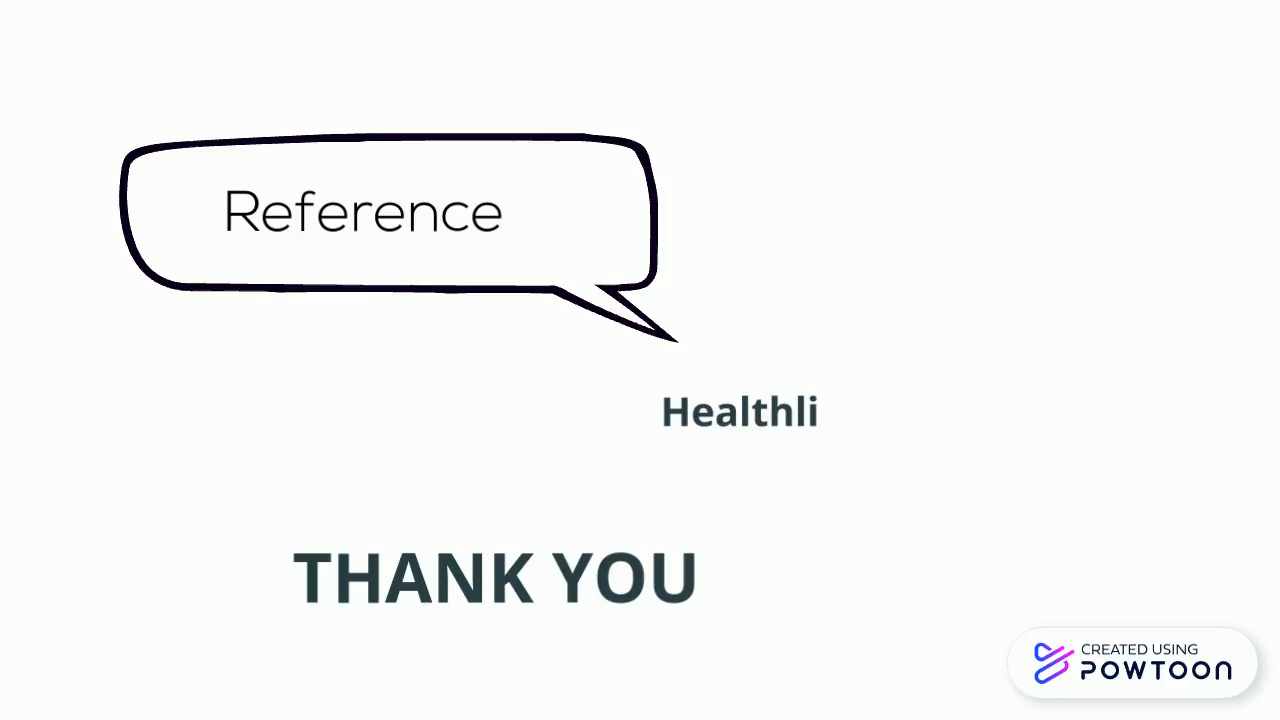 Reference
Healthli
THANK YOU
CREATED USING
POWTOON